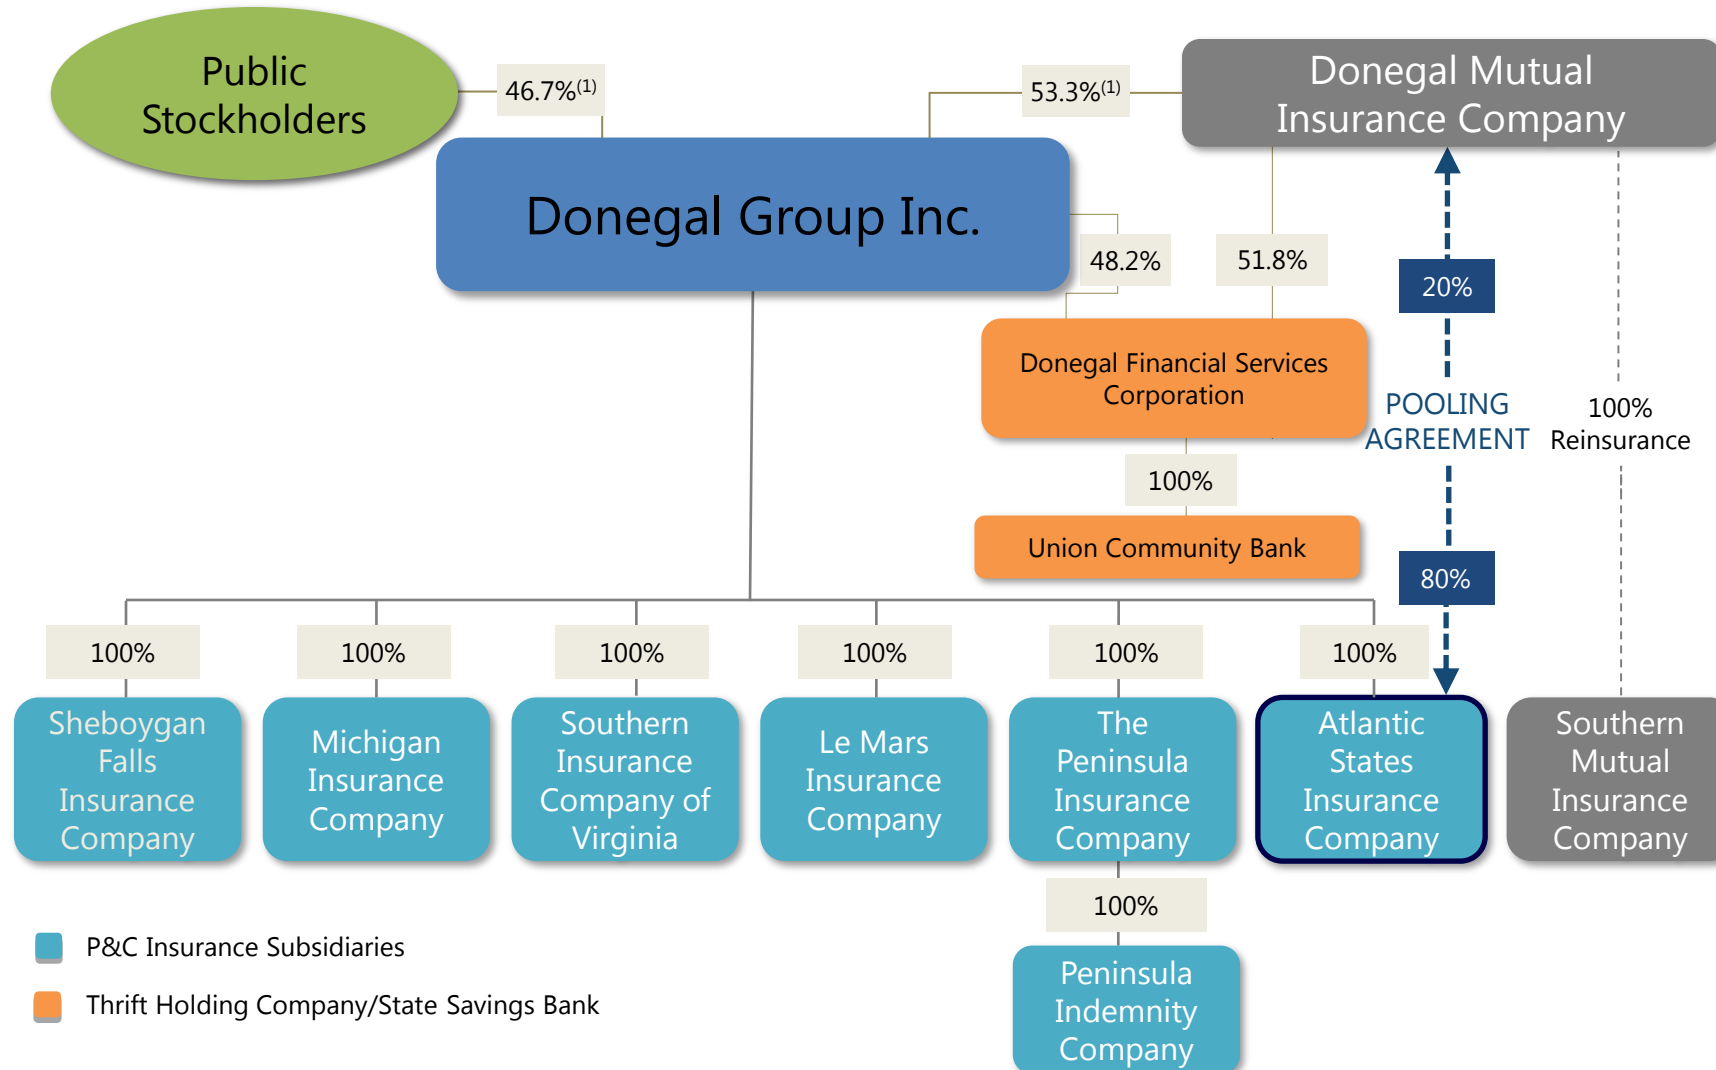 Public
Stockholders
46.7%(1)
53.3%(1)
Donegal Mutual
Insurance Company
Donegal Group Inc.
48.2%
51.8%
20%
Donegal Financial Services
Corporation
POOLING
AGREEMENT
100%
Reinsurance
100%
Union Community Bank
80%
100%
100%
100%
100%
100%
100%
Sheboygan
Falls
Insurance
Company
Michigan
Insurance
Company
Southern
Insurance
Company of
Virginia
Le Mars
Insurance
Company
The
Peninsula
Insurance
Company
Atlantic
States
Insurance
Company
Southern
Mutual
Insurance
Company
100%
Peninsula
Indemnity
Company
P&C Insurance Subsidiaries
Thrift Holding Company/State Savings Bank